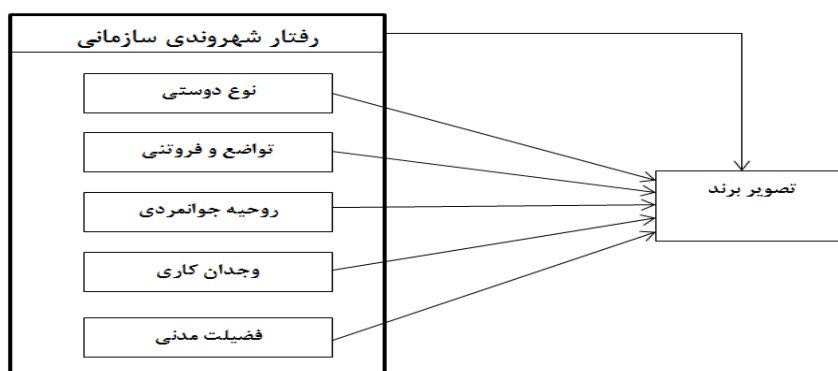 رفتار شهروندی سازمانی
نوع دوستی
تواضع و فروتنی
روحیه جوانمردی
وجدان کاری
فضیلت مدنی
تصویر برند